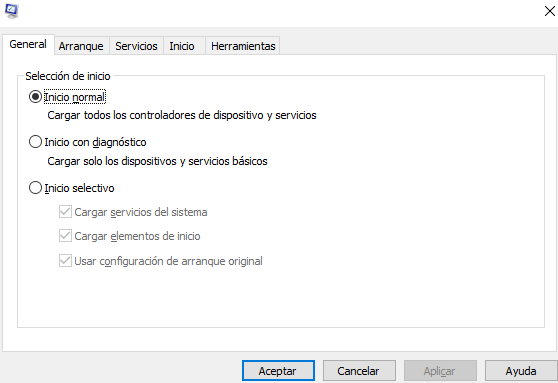 General Arranque Servicios Inicio Herramientas
Selección de inicio
Inicio normal
Cargar todos los controladores de dispositivo y servicios
Inicio con diagnóstico
Cargar solo los dispositivos y servicios básicos
Inicio selectivo
Cargar servicios del sistema
Cargar elementos de inicio
Usar configuración de arranque original
Aceptar Cancelar Aplicar Ayuda